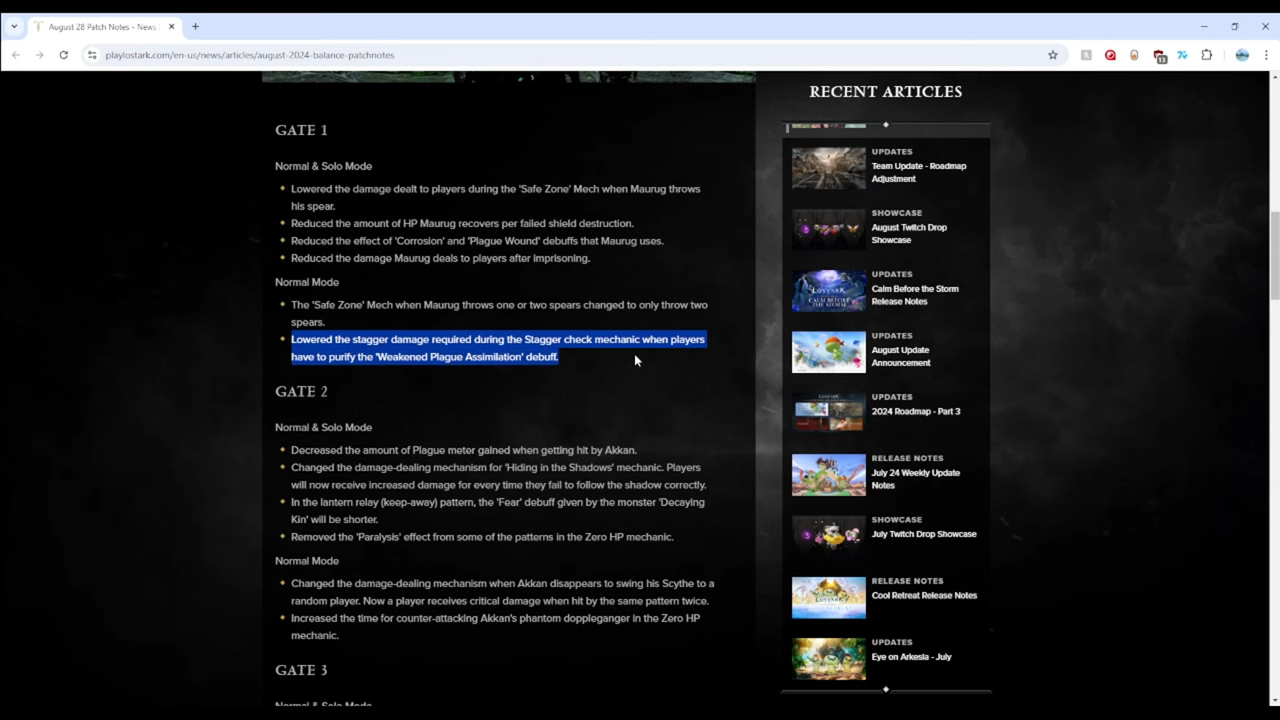 August 28 Patch Notes - News |
playlostark.com/en-us/news/articles/august-2024-balance-patchnotes
GATE 1
Normal & Solo Mode
Lowered the damage dealt to players during the 'Safe Zone' Mech when Maurug throws
his spear.
Reduced the amount of HP Maurug recovers per failed shield destruction.
Reduced the effect of 'Corrosion' and 'Plague Wound' debuffs that Maurug uses.
Reduced the damage Maurug deals to players after imprisoning.
Normal Mode
The 'Safe Zone' Mech when Maurug throws one or two spears changed to only throw two
spears.
Lowered the stagger damage required during the Stagger check mechanic when players
have to purify the 'Weakened Plague Assimilation' debuff.
GATE 2
Normal & Solo Mode
Decreased the amount of Plague meter gained when getting hit by Akkan.
Changed the damage-dealing mechanism for 'Hiding in the Shadows' mechanic. Players
will now receive increased damage for every time they fail to follow the shadow correctly.
In the lantern relay (keep-away) pattern, the 'Fear' debuff given by the monster 'Decaying
Kin' will be shorter.
Removed the 'Paralysis' effect from some of the patterns in the Zero HP mechanic.
Normal Mode
Changed the damage-dealing mechanism when Akkan disappears to swing his Scythe to a
random player. Now a player receives critical damage when hit by the same pattern twice.
Increased the time for counter-attacking Akkan's phantom doppleganger in the Zero HP
mechanic.
GATE 3
Normal & Solo Mode
RECENT ARTICLES
UPDATES
Team Update - Roadmap
Adjustment
SHOWCASE
August Twitch Drop
Showcase
UPDATES
Calm Before the Storm
Release Notes
UPDATES
August Update
Announcement
UPDATES
2024 Roadmap - Part 3
RELEASE NOTES
July 24 Weekly Update
Notes
SHOWCASE
July Twitch Drop Showcase
RELEASE NOTES
Cool Retreat Release Notes
UPDATES
Eye on Arkesia - July